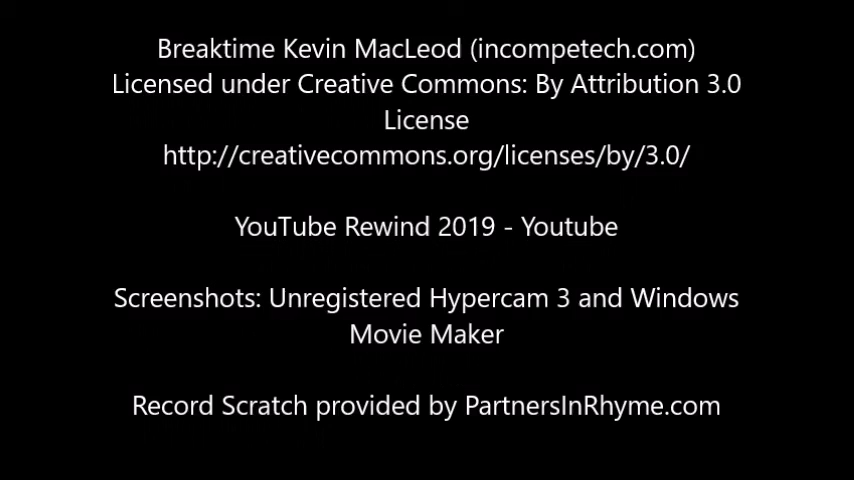 Breaktime Kevin MacLeod (incompetech.com)
Licensed under Creative Commons: By Attribution 3.0
License
http://creativecommons.org/licenses/by/3.0/
YouTube Rewind 2019 - Youtube
Screenshots: Unregistered Hypercam 3 and Windows
Movie Maker
Record Scratch provided by PartnersInRhyme.com